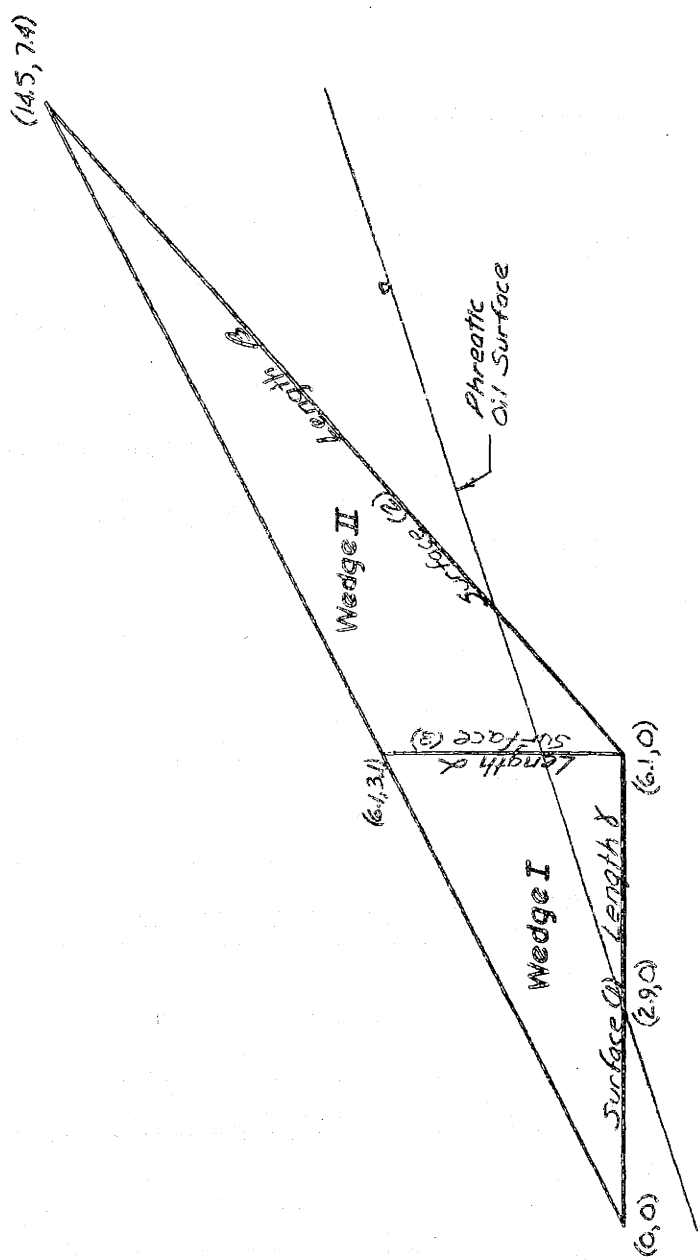 (14.5, 7.4)
Length β
Surface (2)
Wedge II
Phreatic
Oil Surface
(6.1, 3.1)
Surface (3)
Length α
Wedge I
Surface (1)
Length γ
(0,0)
(2.9,0)
(6.1,0)